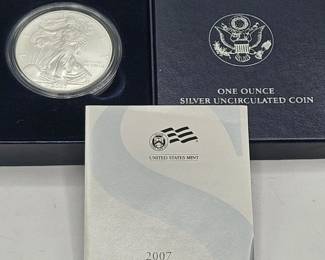 ONE OUNCE
SILVER UNCIRCULATED COIN
UNITED STATES MINT
2007